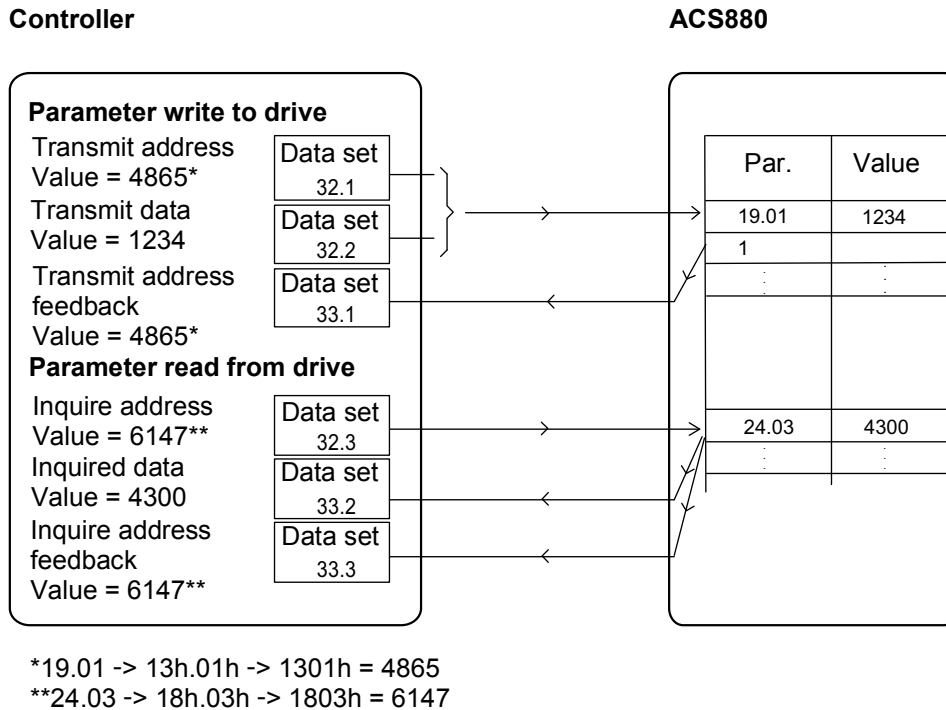 Controller
ACS880
Parameter write to drive
Transmit address
Value = 4865*
Data set
32.1
Transmit data
Value = 1234
Data set
32.2
Transmit address
feedback
Value = 4865*
Data set
33.1
Parameter read from drive
Inquire address
Value = 6147**
Data set
32.3
Inquired data
Value = 4300
Data set
33.2
Inquire address
feedback
Value = 6147**
Data set
33.3
Par. Value
19.01 1234
1
24.03 4300
*19.01 -> 13h.01h -> 1301h = 4865
**24.03 -> 18h.03h -> 1803h = 6147